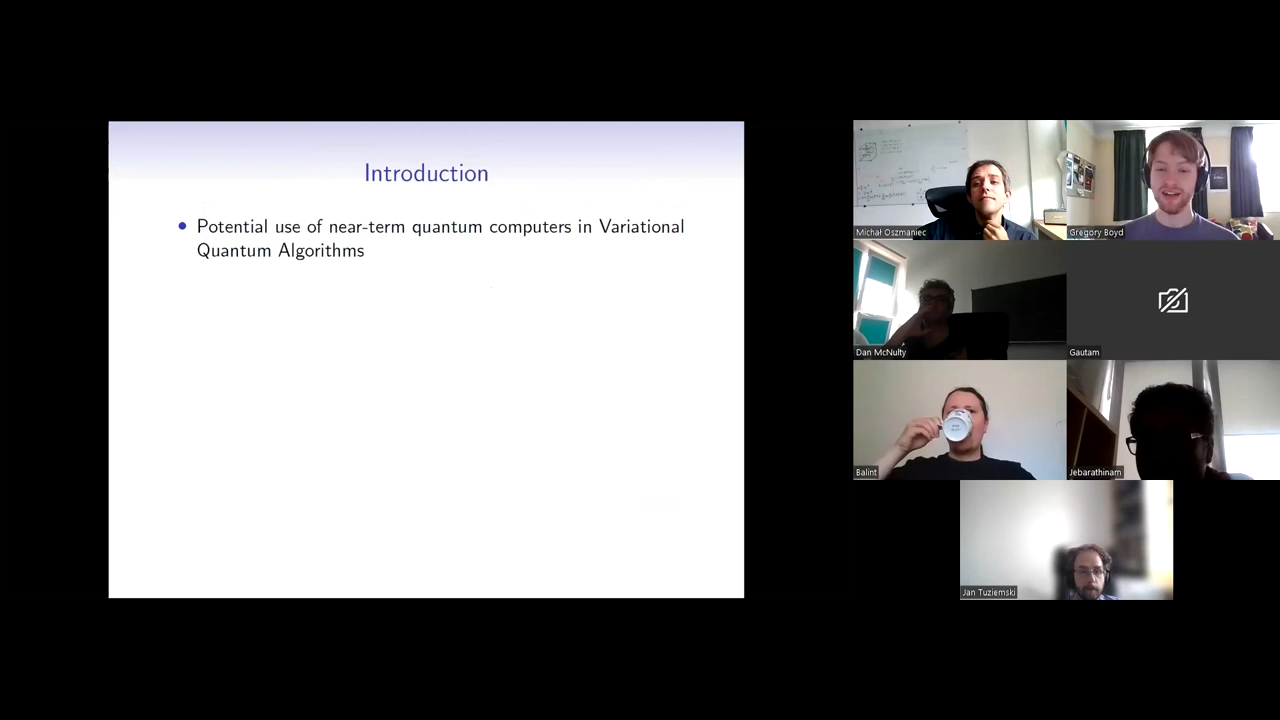 Introduction
• Potential use of near-term quantum computers in Variational
Quantum Algorithms
Michał Oszmaniec
Gregory Boyd
Dan McNulty
Gautam
Balint
Jebarathinam
Jan Tuziemski